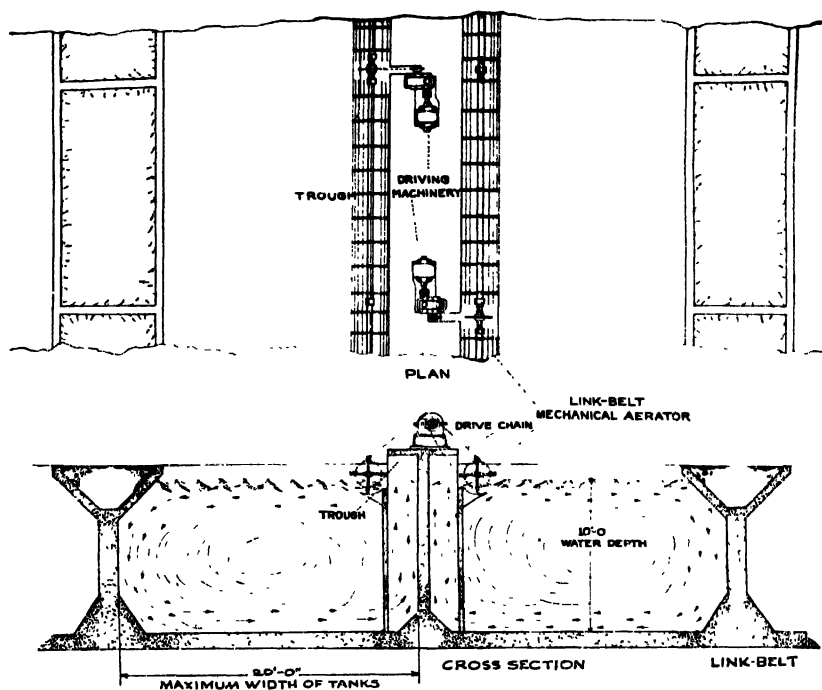 TROUGH
DRIVING
MACHINERY
PLAN
LINK-BELT
MECHANICAL AERATOR
DRIVE CHAIN
TROUGH
10'-0
WATER DEPTH
20'-0"
MAXIMUM WIDTH OF TANKS
CROSS SECTION
LINK-BELT